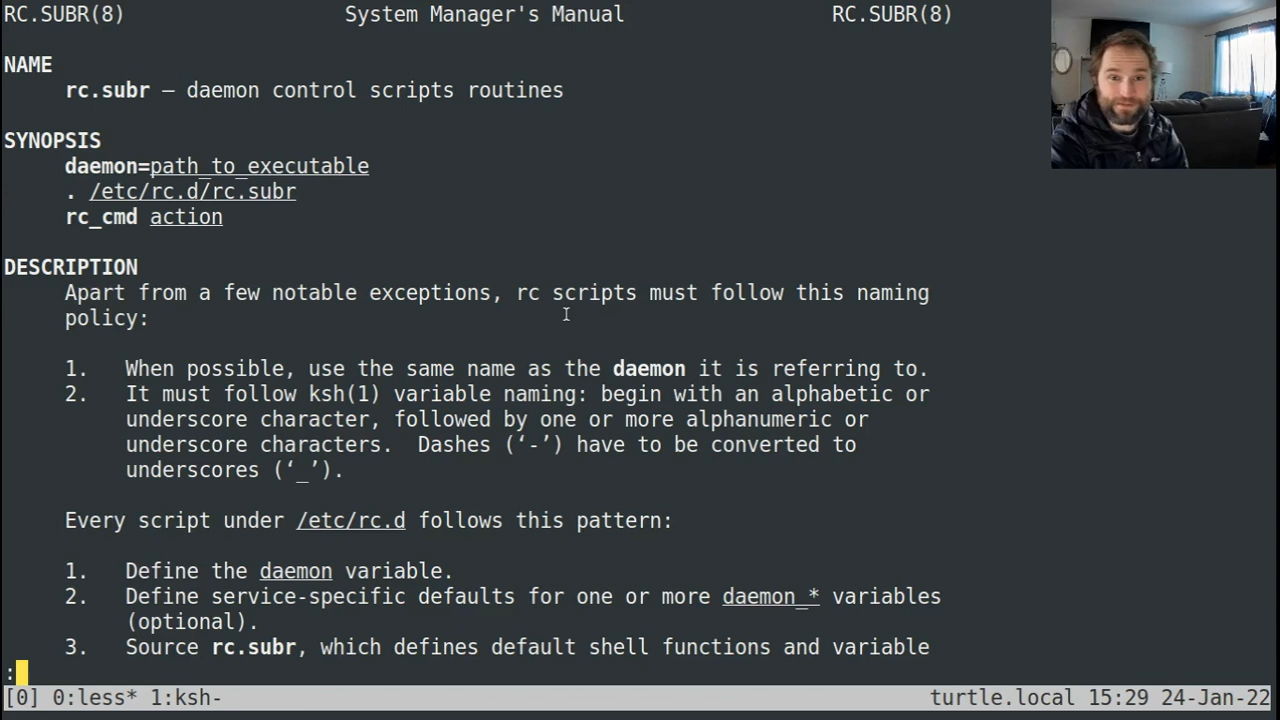 RC.SUBR(8) System Manager's Manual RC.SUBR(8)
NAME
rc.subr – daemon control scripts routines
SYNOPSIS
daemon=path_to_executable
. /etc/rc.d/rc.subr
rc_cmd action
DESCRIPTION
Apart from a few notable exceptions, rc scripts must follow this naming
policy:
1. When possible, use the same name as the daemon it is referring to.
2. It must follow ksh(1) variable naming: begin with an alphabetic or
underscore character, followed by one or more alphanumeric or
underscore characters. Dashes (‘-’) have to be converted to
underscores (‘_’).
Every script under /etc/rc.d follows this pattern:
1. Define the daemon variable.
2. Define service-specific defaults for one or more daemon_* variables
(optional).
3. Source rc.subr, which defines default shell functions and variable
:
[0] 0:less* 1:ksh- turtle.local 15:29 24-Jan-22